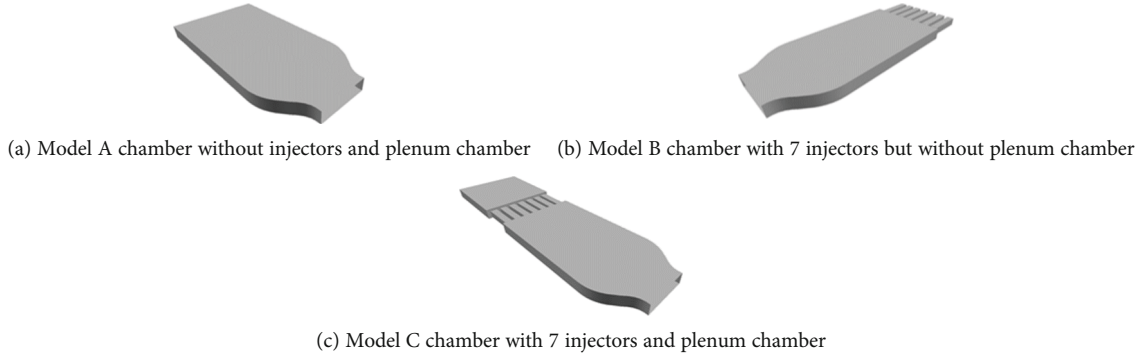 (a) Model A chamber without injectors and plenum chamber
(b) Model B chamber with 7 injectors but without plenum chamber
(c) Model C chamber with 7 injectors and plenum chamber